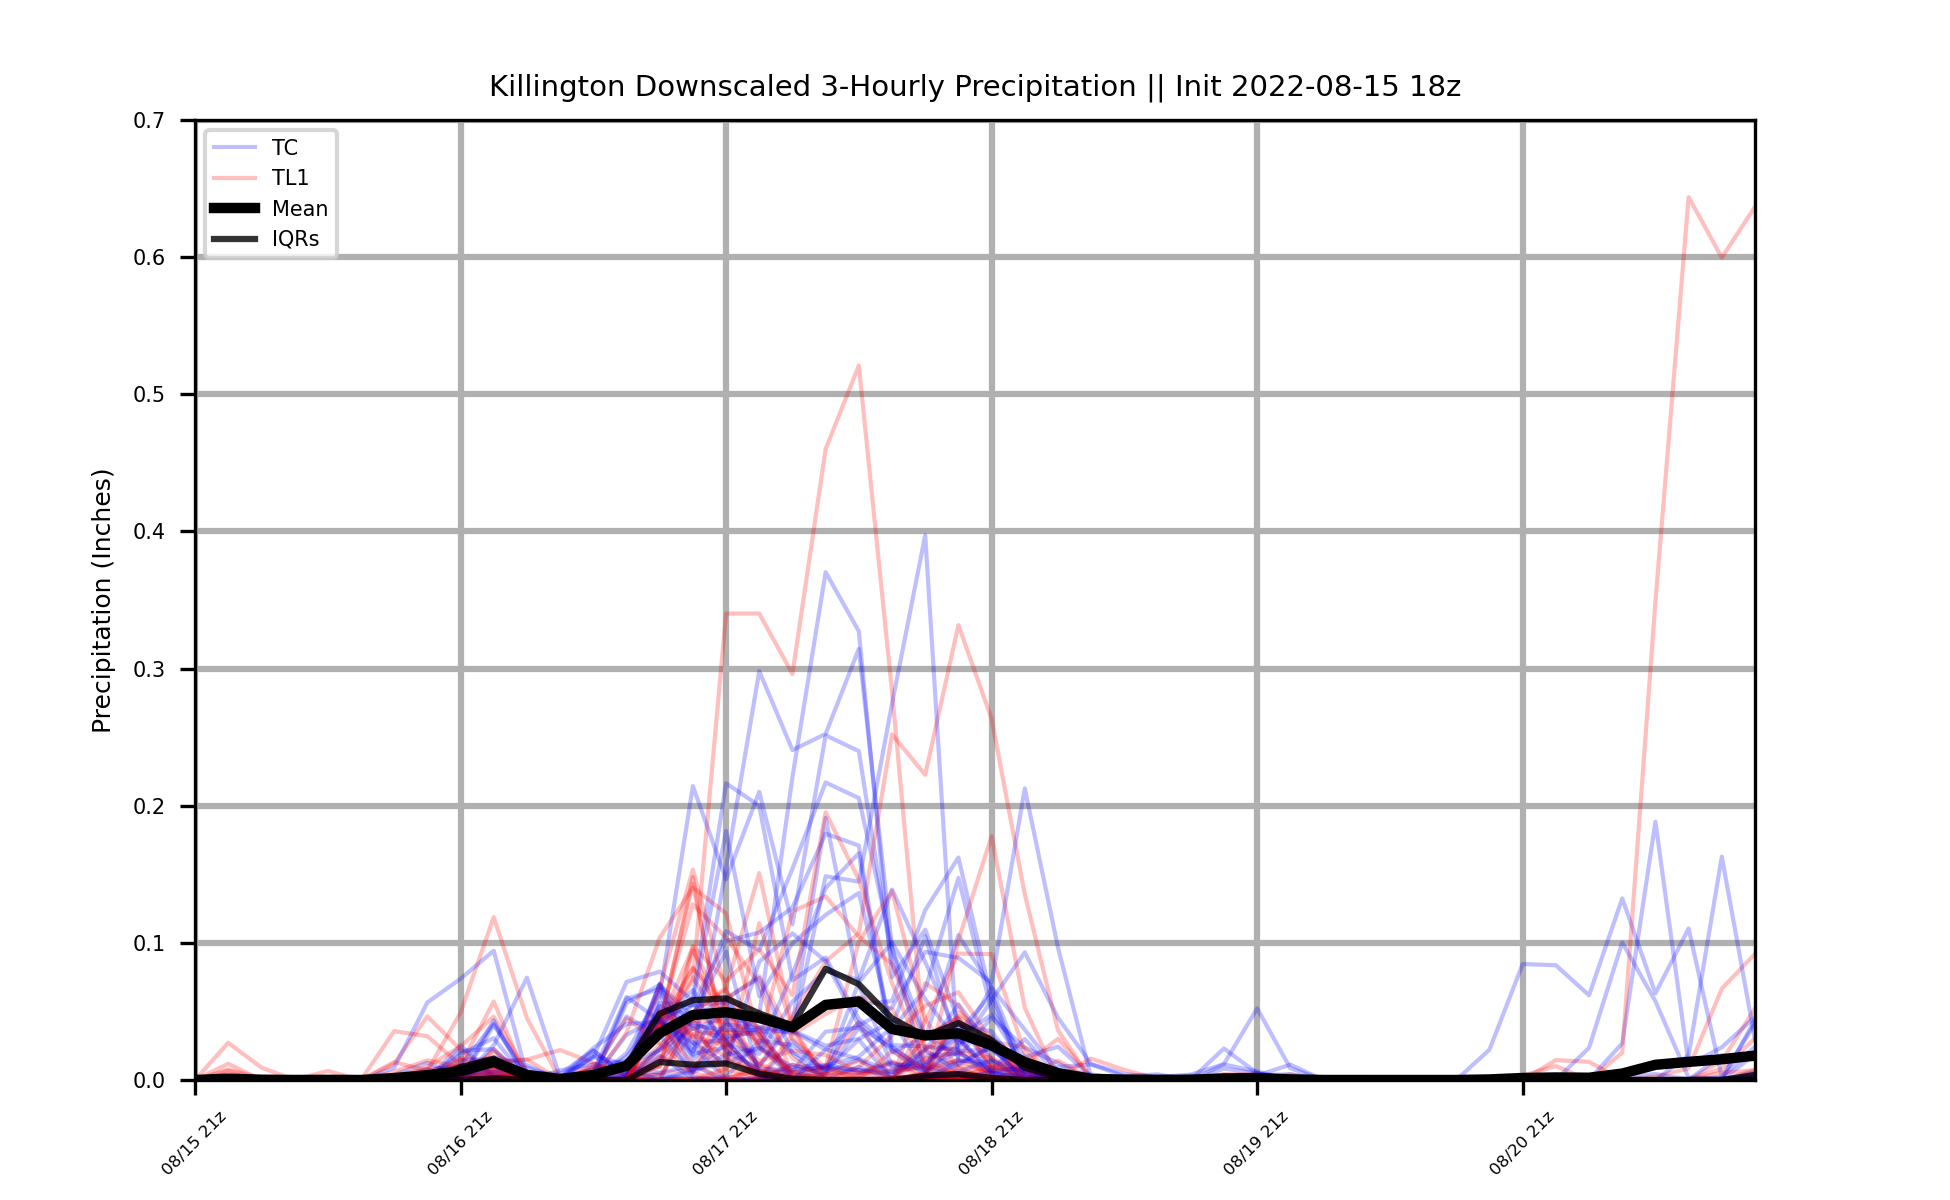 Killington Downscaled 3-Hourly Precipitation || Init 2022-08-15 18z
TC
TL1
Mean
IQRs
Precipitation (Inches)
0.7
0.6
0.5
0.4
0.3
0.2
0.1
0.0
08/15 21z
08/16 21z
08/17 21z
08/18 21z
08/19 21z
08/20 21z